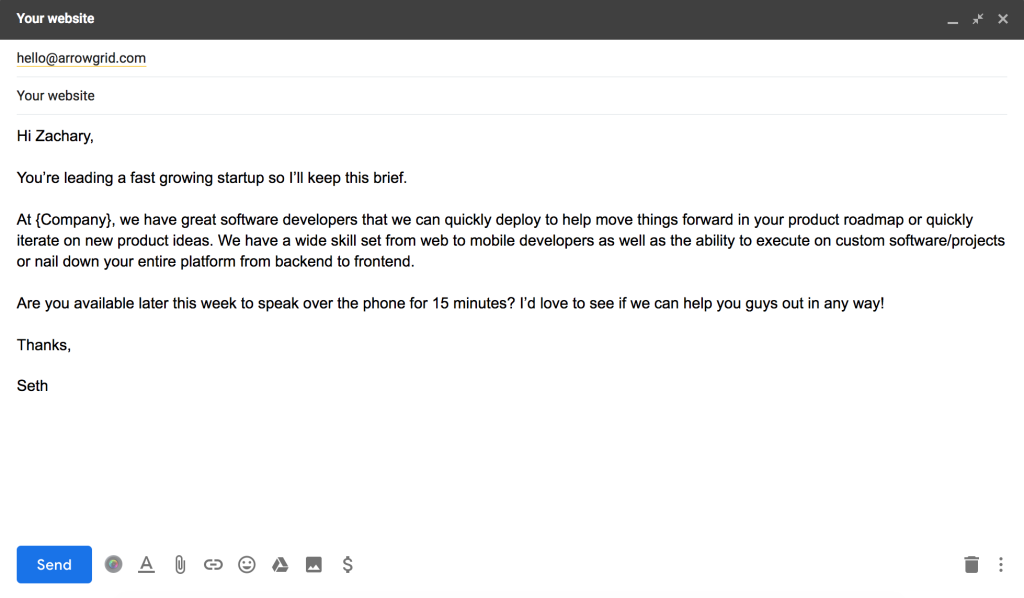 Your website
hello@arrowgrid.com
Your website
Hi Zachary,
You’re leading a fast growing startup so I’ll keep this brief.
At {Company}, we have great software developers that we can quickly deploy to help move things forward in your product roadmap or quickly
iterate on new product ideas. We have a wide skill set from web to mobile developers as well as the ability to execute on custom software/projects
or nail down your entire platform from backend to frontend.
Are you available later this week to speak over the phone for 15 minutes? I’d love to see if we can help you guys out in any way!
Thanks,
Seth
Send